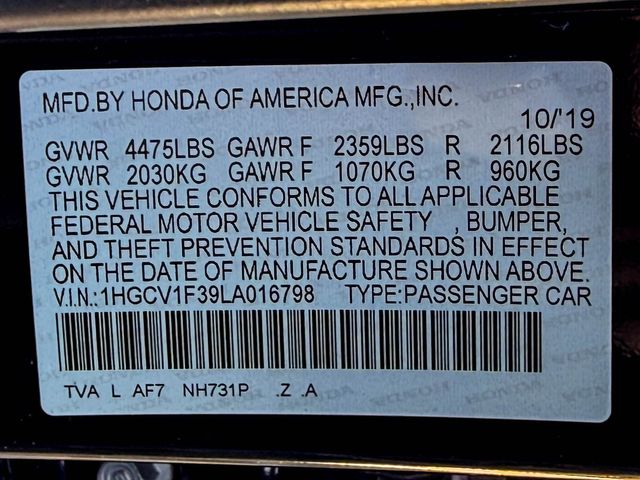 MFD.BY HONDA OF AMERICA MFG.,INC.
10/'19
GVWR 4475LBS GAWR F 2359LBS R 2116LBS
GVWR 2030KG GAWR F 1070KG R 960KG
THIS VEHICLE CONFORMS TO ALL APPLICABLE
FEDERAL MOTOR VEHICLE SAFETY , BUMPER,
AND THEFT PREVENTION STANDARDS IN EFFECT
ON THE DATE OF MANUFACTURE SHOWN ABOVE.
V.I.N.:1HGCV1F39LA016798 TYPE:PASSENGER CAR
TVA L AF7 NH731P .Z .A